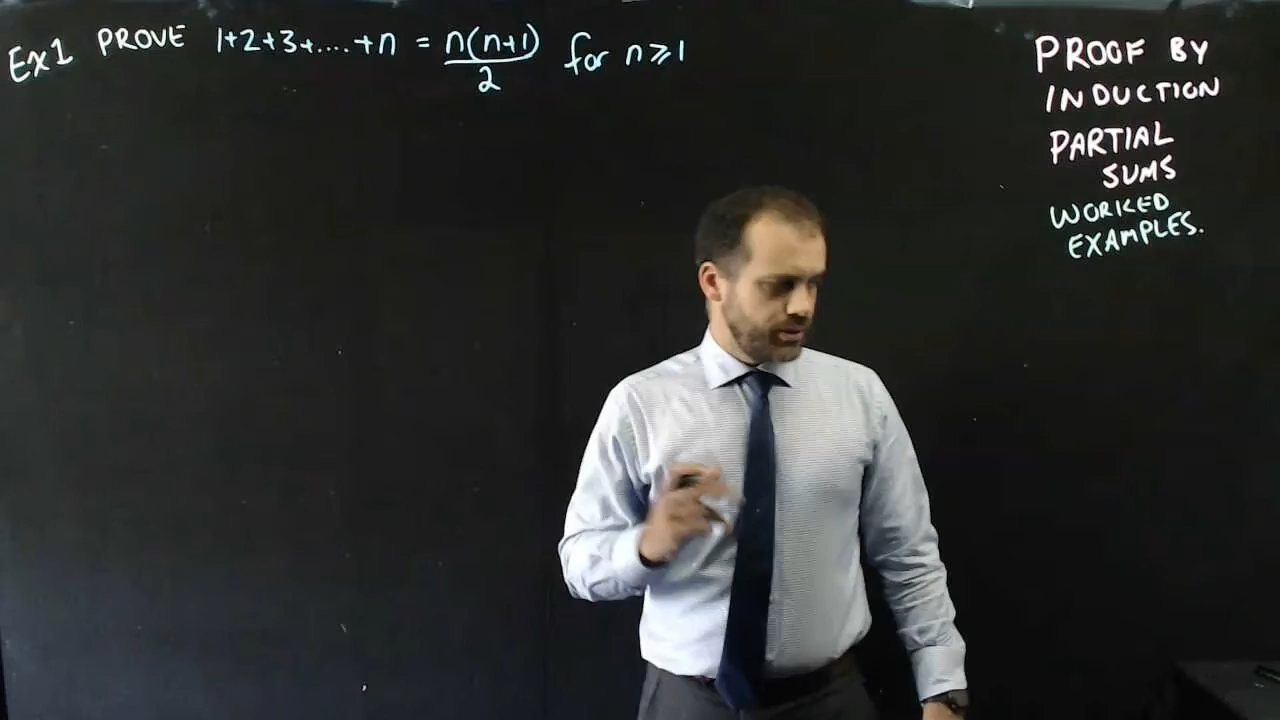 Ex1 PROVE 1+2+3+....+n = n(n+1)/2 for n≥1
PROOF BY
INDUCTION
PARTIAL
SUMS
WORKED
EXAMPLES.